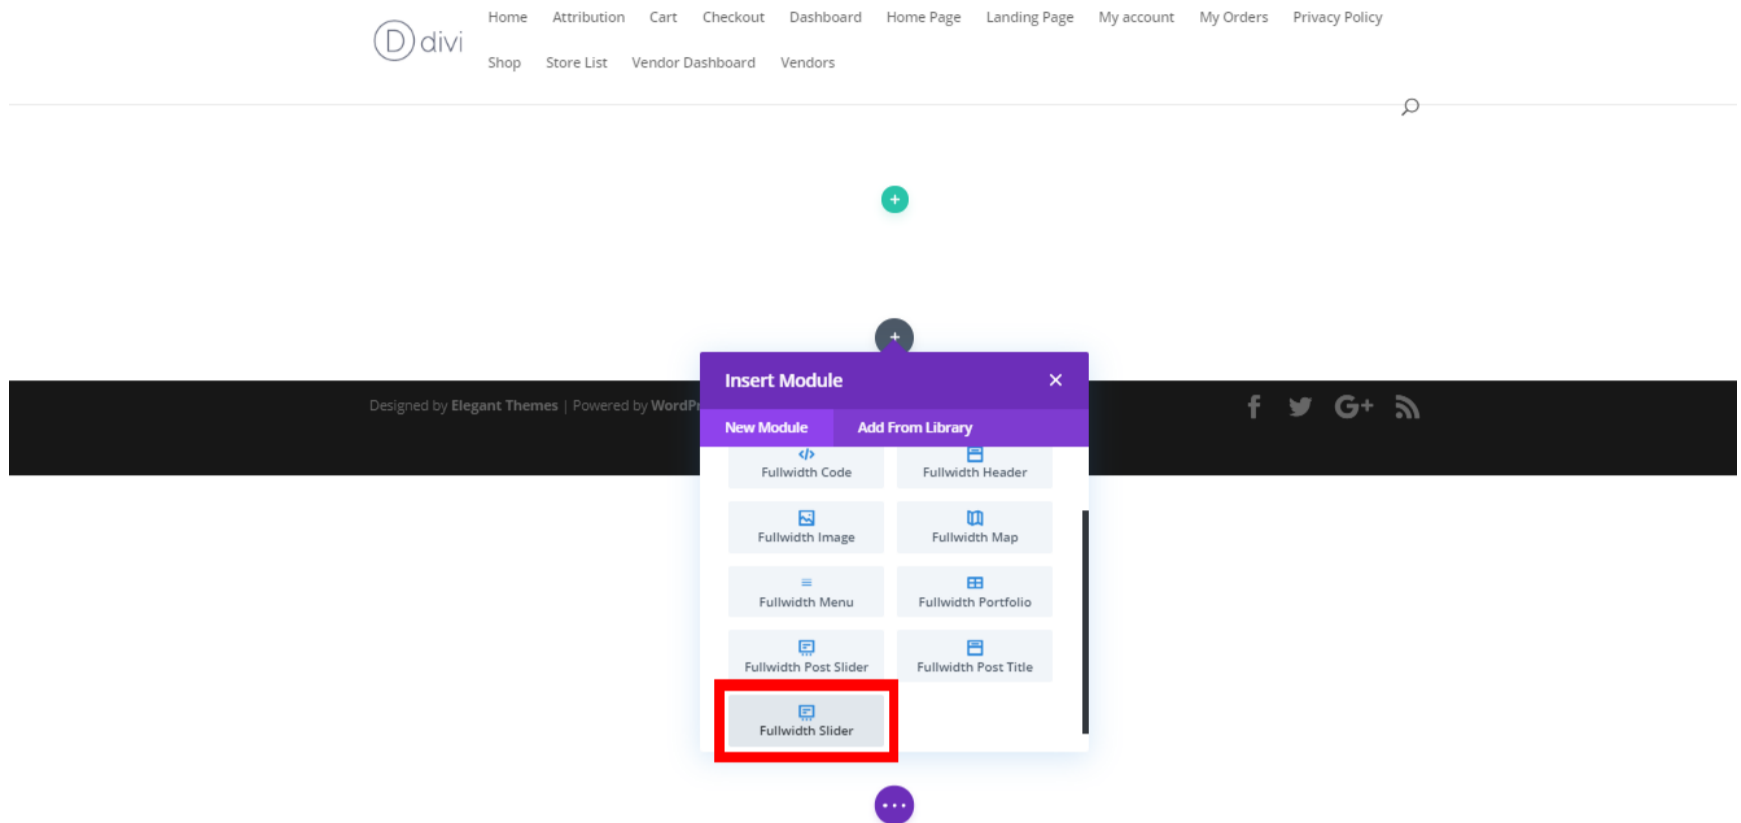 Home Attribution Cart Checkout Dashboard Home Page Landing Page My account My Orders Privacy Policy
D divi
Shop Store List Vendor Dashboard Vendors
Insert Module
Designed by Elegant Themes | Powered by WordPr
New Module Add From Library
Fullwidth Code Fullwidth Header
Fullwidth Image Fullwidth Map
Fullwidth Menu Fullwidth Portfolio
Fullwidth Post Slider Fullwidth Post Title
Fullwidth Slider